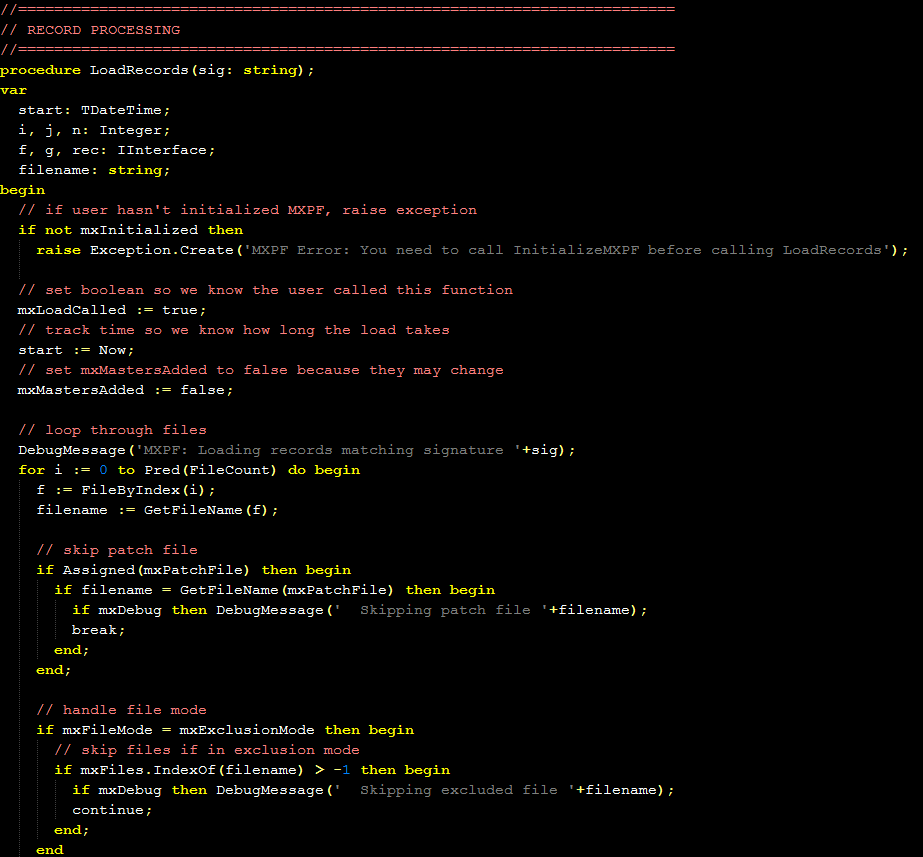 //=========================================================================
// RECORD PROCESSING
//=========================================================================
procedure LoadRecords(sig: string);
var
  start: TDateTime;
  i, j, n: Integer;
  f, g, rec: IInterface;
  filename: string;
begin
  // if user hasn't initialized MXPF, raise exception
  if not mxInitialized then
    raise Exception.Create('MXPF Error: You need to call InitializeMXPF before calling LoadRecords');

  // set boolean so we know the user called this function
  mxLoadCalled := true;
  // track time so we know how long the load takes
  start := Now;
  // set mxMastersAdded to false because they may change
  mxMastersAdded := false;

  // loop through files
  DebugMessage('MXPF: Loading records matching signature '+sig);
  for i := 0 to Pred(FileCount) do begin
    f := FileByIndex(i);
    filename := GetFileName(f);

    // skip patch file
    if Assigned(mxPatchFile) then begin
      if filename = GetFileName(mxPatchFile) then begin
        if mxDebug then DebugMessage('  Skipping patch file '+filename);
        break;
      end;
    end;

    // handle file mode
    if mxFileMode = mxExclusionMode then begin
      // skip files if in exclusion mode
      if mxFiles.IndexOf(filename) > -1 then begin
        if mxDebug then DebugMessage('  Skipping excluded file '+filename);
        continue;
      end;
    end